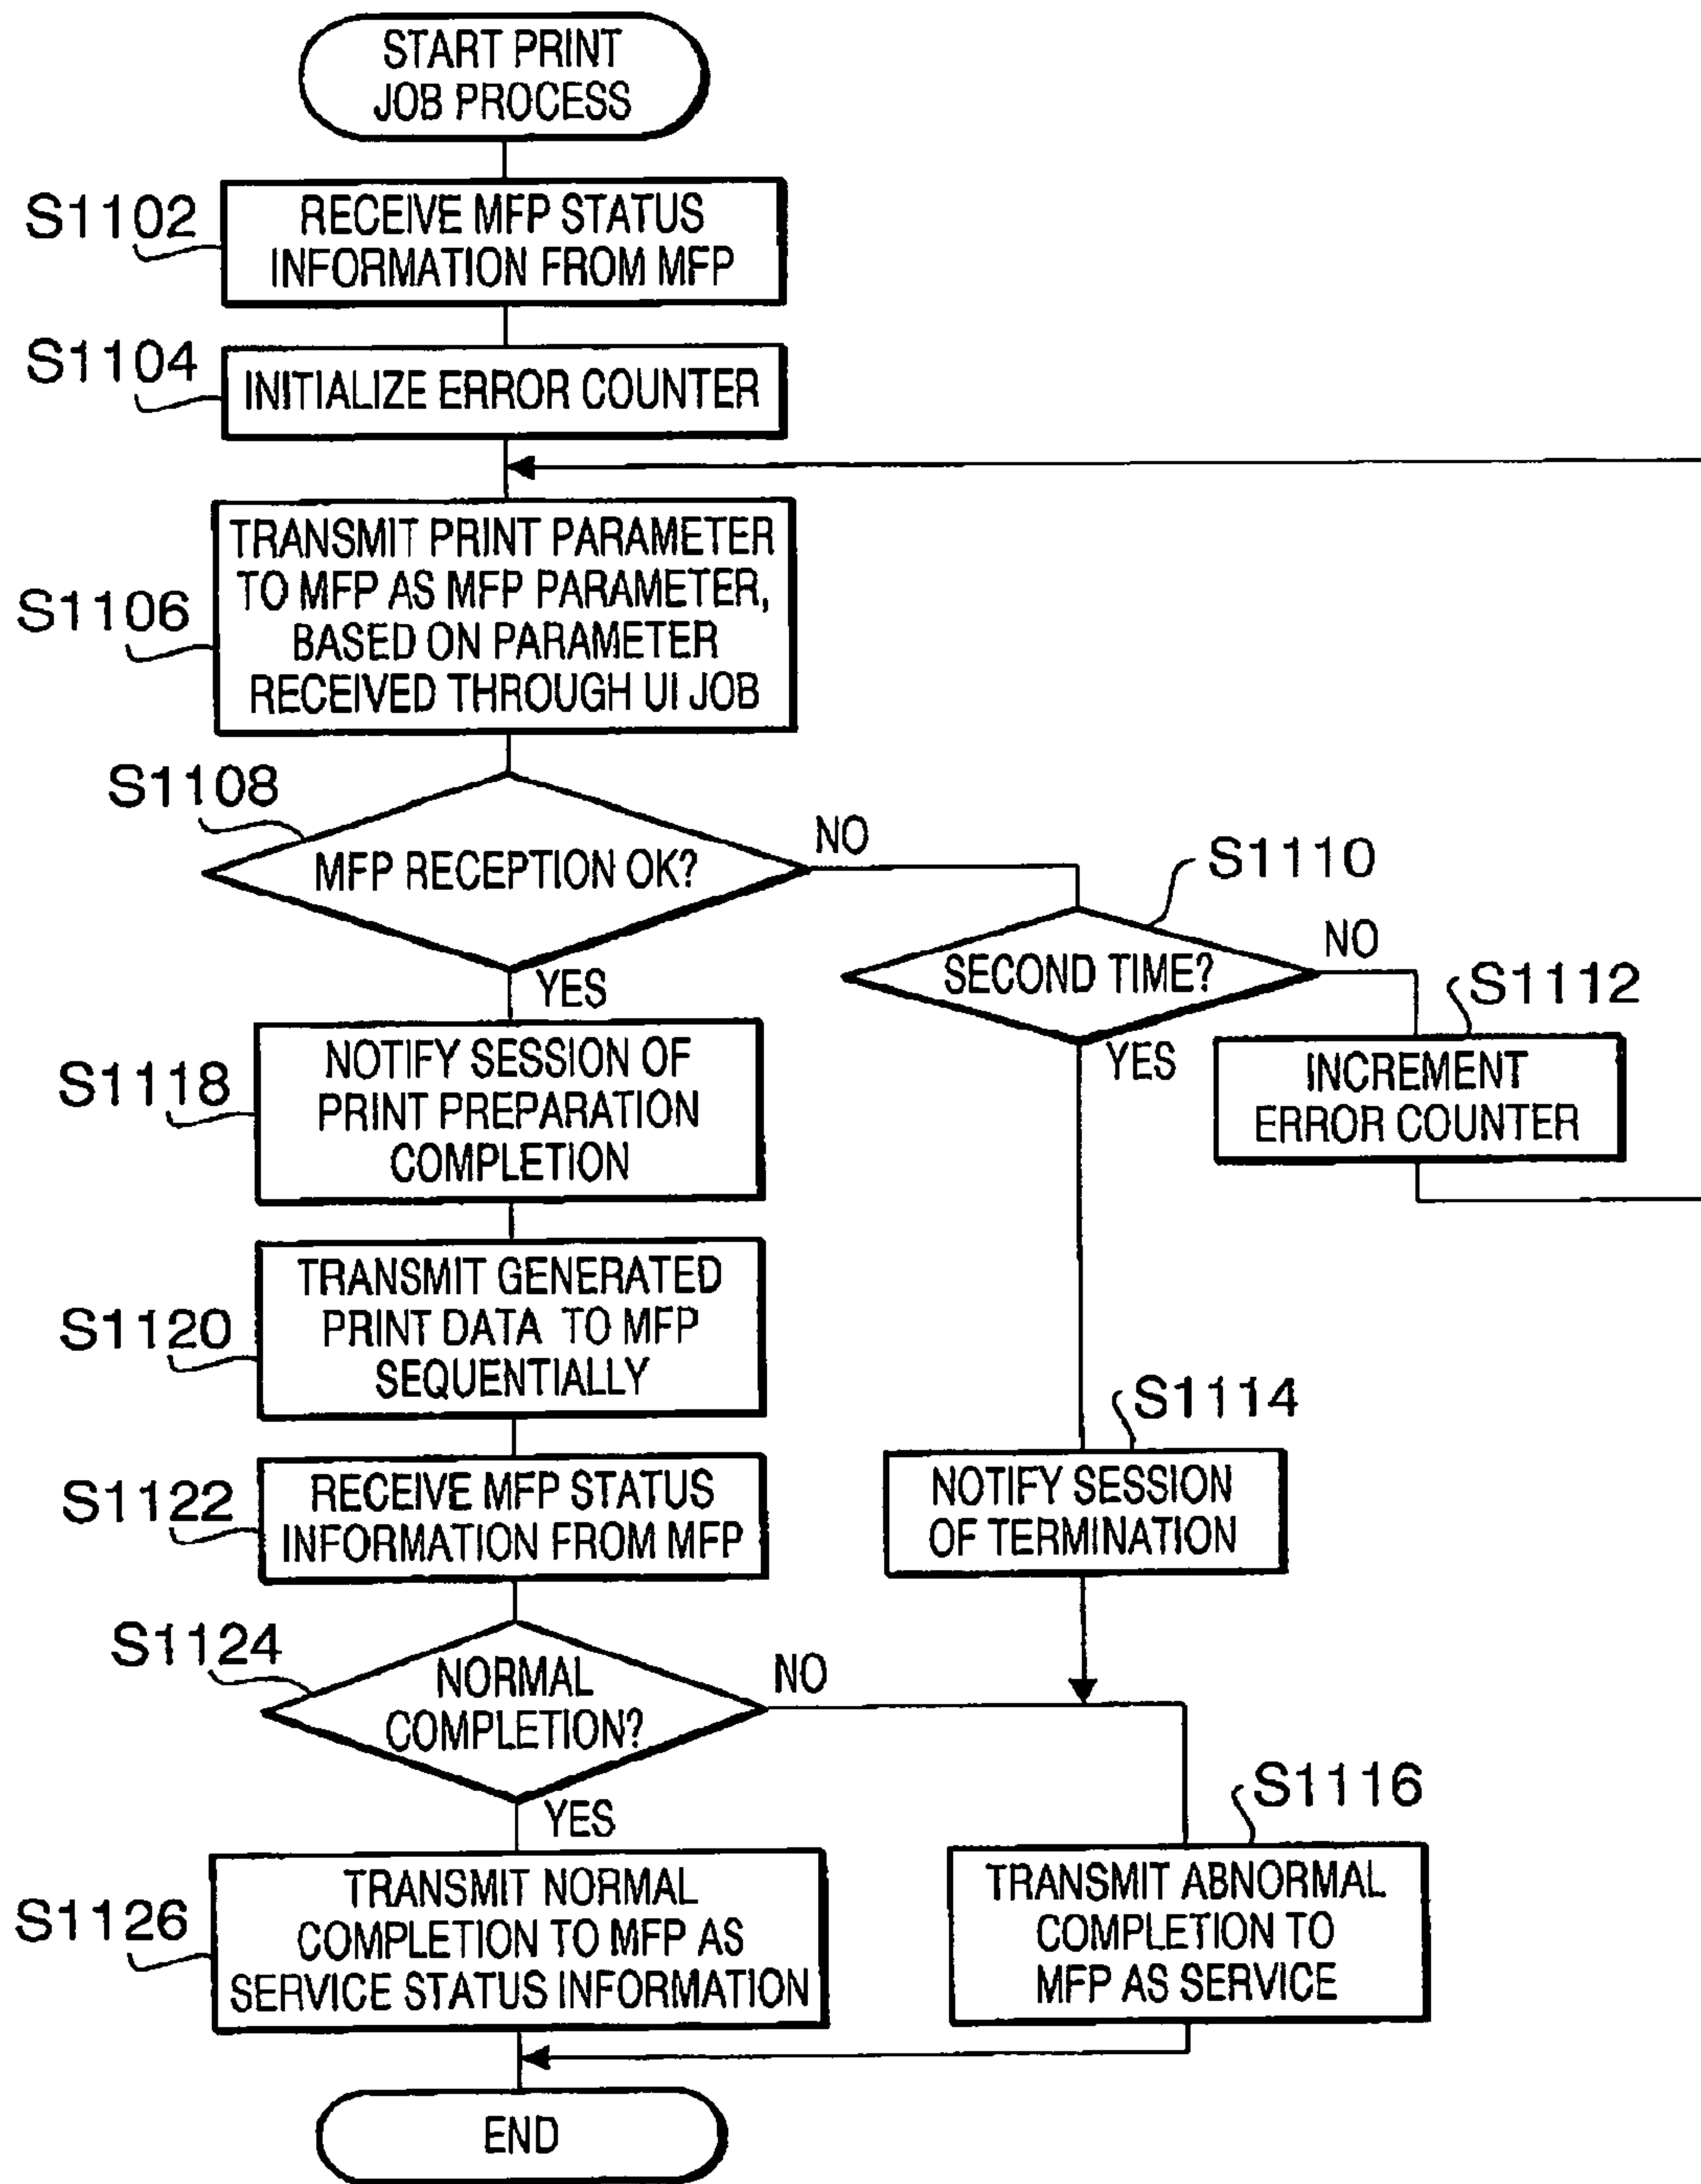 START PRINT
JOB PROCESS
S1102
RECEIVE MFP STATUS
INFORMATION FROM MFP
S1104
INITIALIZE ERROR COUNTER
S1106
TRANSMIT PRINT PARAMETER
TO MFP AS MFP PARAMETER,
BASED ON PARAMETER
RECEIVED THROUGH UI JOB
S1108
MFP RECEPTION OK?
NO
YES
S1110
SECOND TIME?
NO
YES
S1112
INCREMENT
ERROR COUNTER
S1118
NOTIFY SESSION OF
PRINT PREPARATION
COMPLETION
S1120
TRANSMIT GENERATED
PRINT DATA TO MFP
SEQUENTIALLY
S1114
NOTIFY SESSION
OF TERMINATION
S1122
RECEIVE MFP STATUS
INFORMATION FROM MFP
S1124
NORMAL
COMPLETION?
NO
YES
S1116
TRANSMIT ABNORMAL
COMPLETION TO
MFP AS SERVICE
S1126
TRANSMIT NORMAL
COMPLETION TO MFP AS
SERVICE STATUS INFORMATION
END